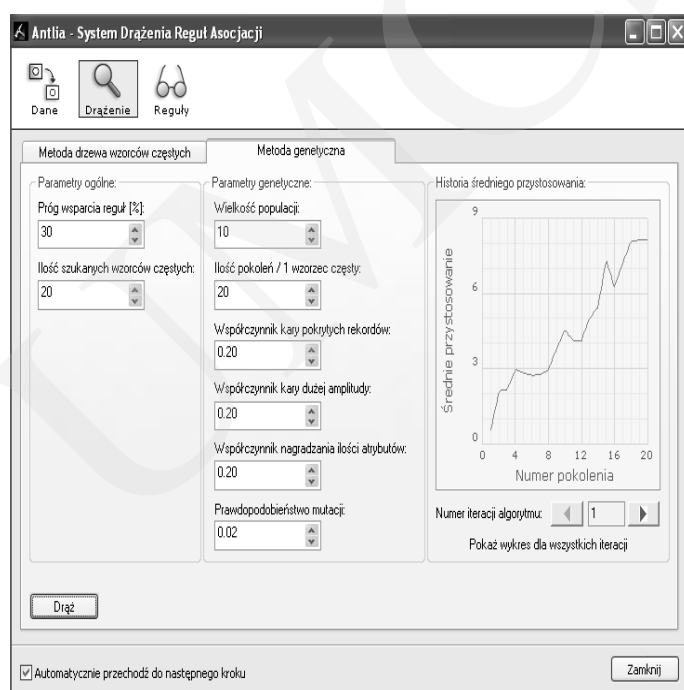 Antlia - System Drążenia Reguł Asocjacji
Dane
Drążenie
Reguły
Metoda drzewa wzorców częstych
Metoda genetyczna
Parametry ogólne:
Próg wsparcia reguł [%]:
30
Ilość szukanych wzorców częstych:
20
Parametry genetyczne:
Wielkość populacji:
10
Ilość pokoleń / 1 wzorzec częsty:
20
Współczynnik kary pokrytych rekordów:
0.20
Współczynnik kary dużej amplitudy:
0.20
Współczynnik nagradzania ilości atrybutów:
0.20
Prawdopodobieństwo mutacji:
0.02
Historia średniego przystosowania:
Średnie przystosowanie
9
6
3
0
0 4 8 12 16 20
Numer pokolenia
Numer iteracji algorytmu: 1
Pokaż wykres dla wszystkich iteracji
Drąż
Automatycznie przechodź do następnego kroku
Zamknij
UMC